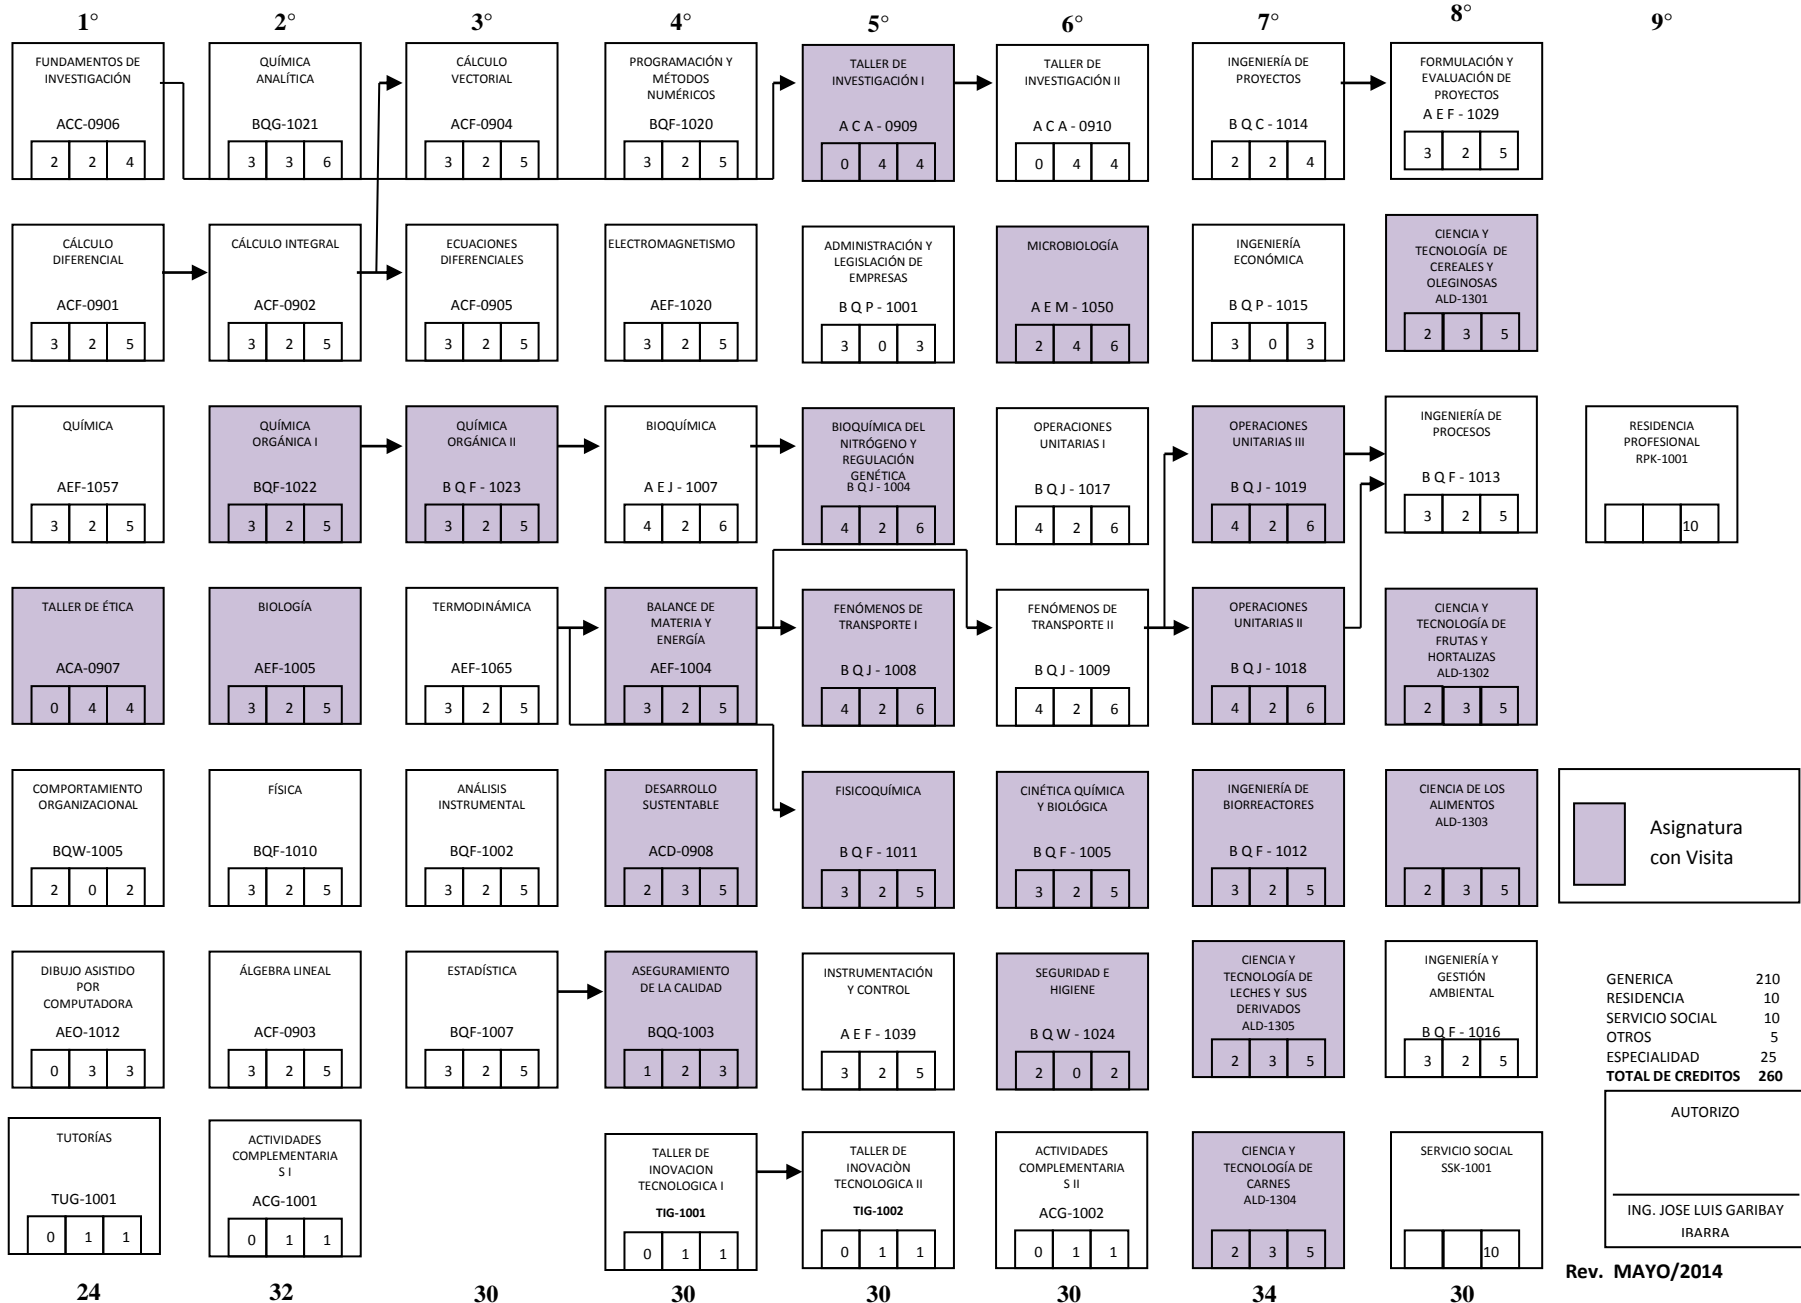 1° 2° 3° 4° 5° 6° 7° 8° 9°
FUNDAMENTOS DE
INVESTIGACIÓN
ACC-0906
2 2 4
QUÍMICA
ANALÍTICA
BQG-1021
3 3 6
CÁLCULO
VECTORIAL
ACF-0904
3 2 5
PROGRAMACIÓN Y
MÉTODOS
NUMÉRICOS
BQF-1020
3 2 5
TALLER DE
INVESTIGACIÓN I
A C A - 0909
0 4 4
TALLER DE
INVESTIGACIÓN II
A C A - 0910
0 4 4
INGENIERÍA DE
PROYECTOS
B Q C - 1014
2 2 4
FORMULACIÓN Y
EVALUACIÓN DE
PROYECTOS
A E F - 1029
3 2 5
CÁLCULO
DIFERENCIAL
ACF-0901
3 2 5
CÁLCULO INTEGRAL
ACF-0902
3 2 5
ECUACIONES
DIFERENCIALES
ACF-0905
3 2 5
ELECTROMAGNETISMO
AEF-1020
3 2 5
ADMINISTRACIÓN Y
LEGISLACIÓN DE
EMPRESAS
B Q P - 1001
3 0 3
MICROBIOLOGÍA
A E M - 1050
2 4 6
INGENIERÍA
ECONÓMICA
B Q P - 1015
3 0 3
CIENCIA Y
TECNOLOGÍA DE
CEREALES Y
OLEGINOSAS
ALD-1301
2 3 5
QUÍMICA
AEF-1057
3 2 5
QUÍMICA
ORGÁNICA I
BQF-1022
3 2 5
QUÍMICA
ORGÁNICA II
B Q F - 1023
3 2 5
BIOQUÍMICA
A E J - 1007
4 2 6
BIOQUÍMICA DEL
NITRÓGENO Y
REGULACIÓN
GENÉTICA
B Q J - 1004
4 2 6
OPERACIONES
UNITARIAS I
B Q J - 1017
4 2 6
OPERACIONES
UNITARIAS III
B Q J - 1019
4 2 6
INGENIERÍA DE
PROCESOS
B Q F - 1013
3 2 5
RESIDENCIA
PROFESIONAL
RPK-1001
10
TALLER DE ÉTICA
ACA-0907
0 4 4
BIOLOGÍA
AEF-1005
3 2 5
TERMODINÁMICA
AEF-1065
3 2 5
BALANCE DE
MATERIA Y
ENERGÍA
AEF-1004
3 2 5
FENÓMENOS DE
TRANSPORTE I
B Q J - 1008
4 2 6
FENÓMENOS DE
TRANSPORTE II
B Q J - 1009
4 2 6
OPERACIONES
UNITARIAS II
B Q J - 1018
4 2 6
CIENCIA Y
TECNOLOGÍA DE
FRUTAS Y
HORTALIZAS
ALD-1302
2 3 5
COMPORTAMIENTO
ORGANIZACIONAL
BQW-1005
2 0 2
FÍSICA
BQF-1010
3 2 5
ANÁLISIS
INSTRUMENTAL
BQF-1002
3 2 5
DESARROLLO
SUSTENTABLE
ACD-0908
2 3 5
FISICOQUÍMICA
B Q F - 1011
3 2 5
CINÉTICA QUÍMICA
Y BIOLÓGICA
B Q F - 1005
3 2 5
INGENIERÍA DE
BIORREACTORES
B Q F - 1012
3 2 5
CIENCIA DE LOS
ALIMENTOS
ALD-1303
2 3 5
Asignatura
con Visita
DIBUJO ASISTIDO
POR
COMPUTADORA
AEO-1012
0 3 3
ÁLGEBRA LINEAL
ACF-0903
3 2 5
ESTADÍSTICA
BQF-1007
3 2 5
ASEGURAMIENTO
DE LA CALIDAD
BQQ-1003
1 2 3
INSTRUMENTACIÓN
Y CONTROL
A E F - 1039
3 2 5
SEGURIDAD E
HIGIENE
B Q W - 1024
2 0 2
CIENCIA Y
TECNOLOGÍA DE
LECHES Y SUS
DERIVADOS
ALD-1305
2 3 5
INGENIERÍA Y
GESTIÓN
AMBIENTAL
B Q F - 1016
3 2 5
GENERICA 210
RESIDENCIA 10
SERVICIO SOCIAL 10
OTROS 5
ESPECIALIDAD 25
TOTAL DE CREDITOS 260
TUTORÍAS
TUG-1001
0 1 1
ACTIVIDADES
COMPLEMENTARIA
S I
ACG-1001
0 1 1
TALLER DE
INOVACION
TECNOLOGICA I
TIG-1001
0 1 1
TALLER DE
INOVACIÒN
TECNOLOGICA II
TIG-1002
0 1 1
ACTIVIDADES
COMPLEMENTARIA
S II
ACG-1002
0 1 1
CIENCIA Y
TECNOLOGÍA DE
CARNES
ALD-1304
2 3 5
SERVICIO SOCIAL
SSK-1001
10
AUTORIZO
ING. JOSE LUIS GARIBAY
IBARRA
Rev. MAYO/2014
24 32 30 30 30 30 34 30